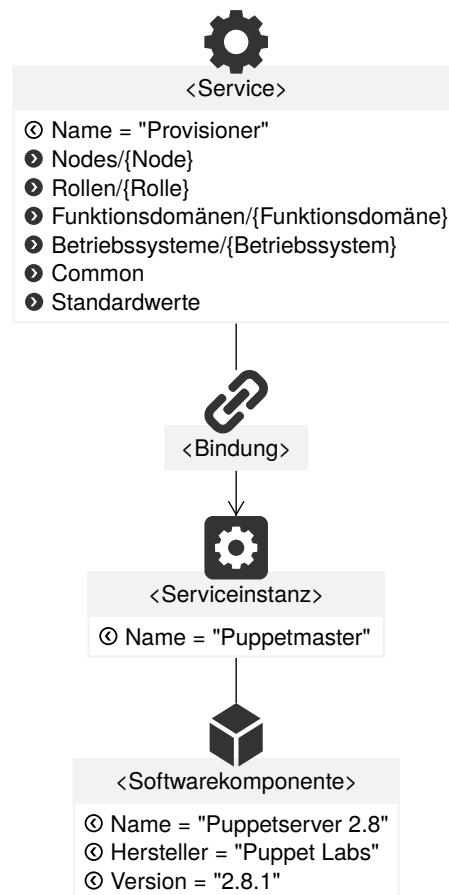 <Service>
Name = "Provisioner"
Nodes/{Node}
Rollen/{Rolle}
Funktionsdomänen/{Funktionsdomäne}
Betriebssysteme/{Betriebssystem}
Common
Standardwerte
<Bindung>
<Serviceinstanz>
Name = "Puppetmaster"
<Softwarekomponente>
Name = "Puppetserver 2.8"
Hersteller = "Puppet Labs"
Version = "2.8.1"